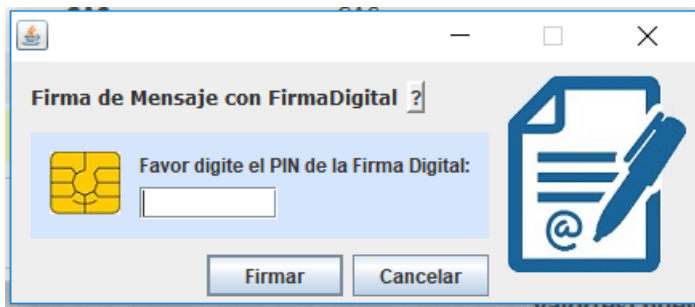 Firma de Mensaje con FirmaDigital ?
Favor digite el PIN de la Firma Digital:
@
Firmar Cancelar